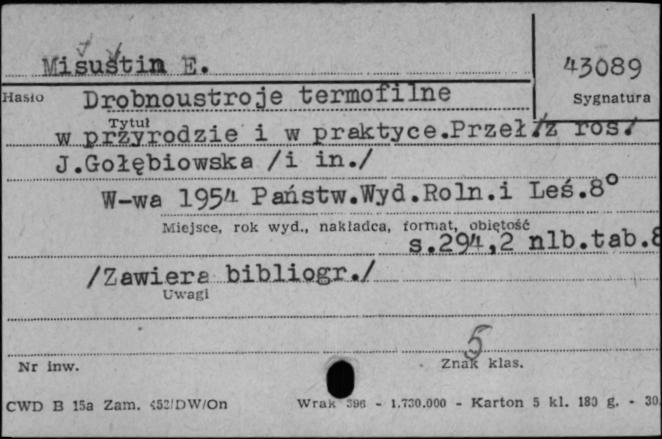 Misustin E.
43089
Hasło
Drobnoustroje termofilne
Sygnatura
Tytuł
w przyrodzie i w praktyce.Przeł/z ros/
J.Gołębiowska /i in./
W-wa 1954 Państw.Wyd.Roln.i Leś.8°
Miejsce, rok wyd., nakładca, format, objętość
s.294,2 nlb.tab.8
/Zawiera bibliogr./
Uwagi
5
Nr inw.
Znak klas.
CWD B 15a Zam. 452/DW/On
Wrak 396 - 1.730.000 - Karton 5 kl. 180 g. - 30